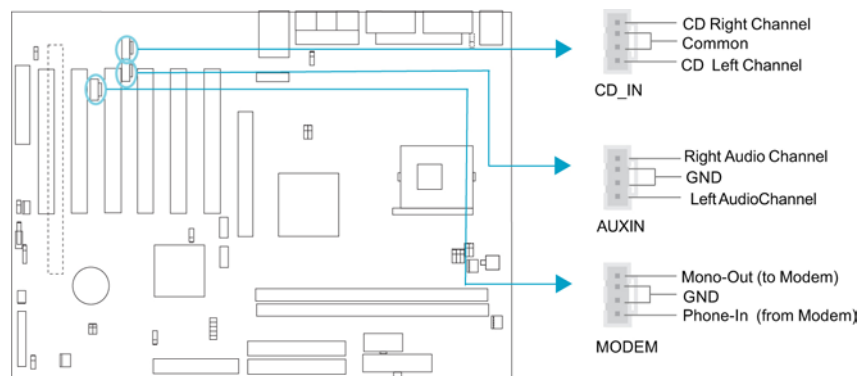 CD Right Channel
Common
CD Left Channel
CD_IN
Right Audio Channel
GND
Left AudioChannel
AUXIN
Mono-Out (to Modem)
GND
Phone-In (from Modem)
MODEM